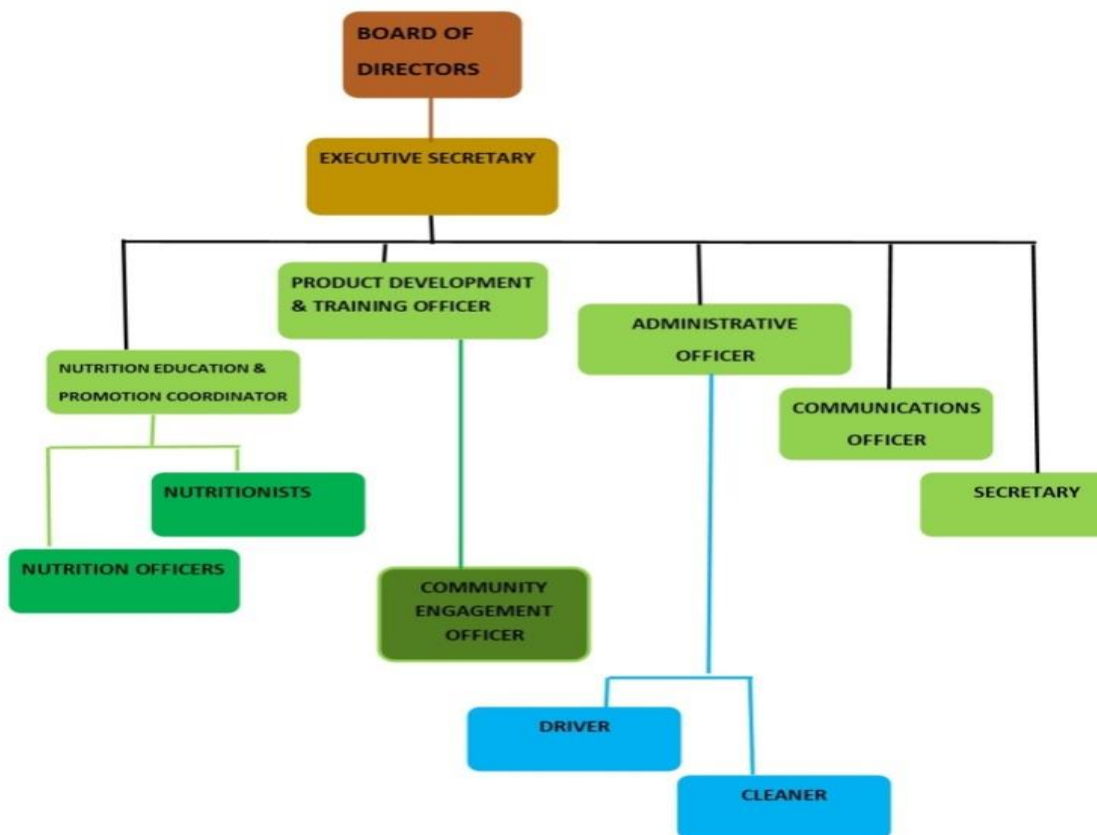 BOARD OF
DIRECTORS
EXECUTIVE SECRETARY
PRODUCT DEVELOPMENT
& TRAINING OFFICER
ADMINISTRATIVE
OFFICER
NUTRITION EDUCATION &
PROMOTION COORDINATOR
COMMUNICATIONS
OFFICER
NUTRITIONISTS
SECRETARY
NUTRITION OFFICERS
COMMUNITY
ENGAGEMENT
OFFICER
DRIVER
CLEANER